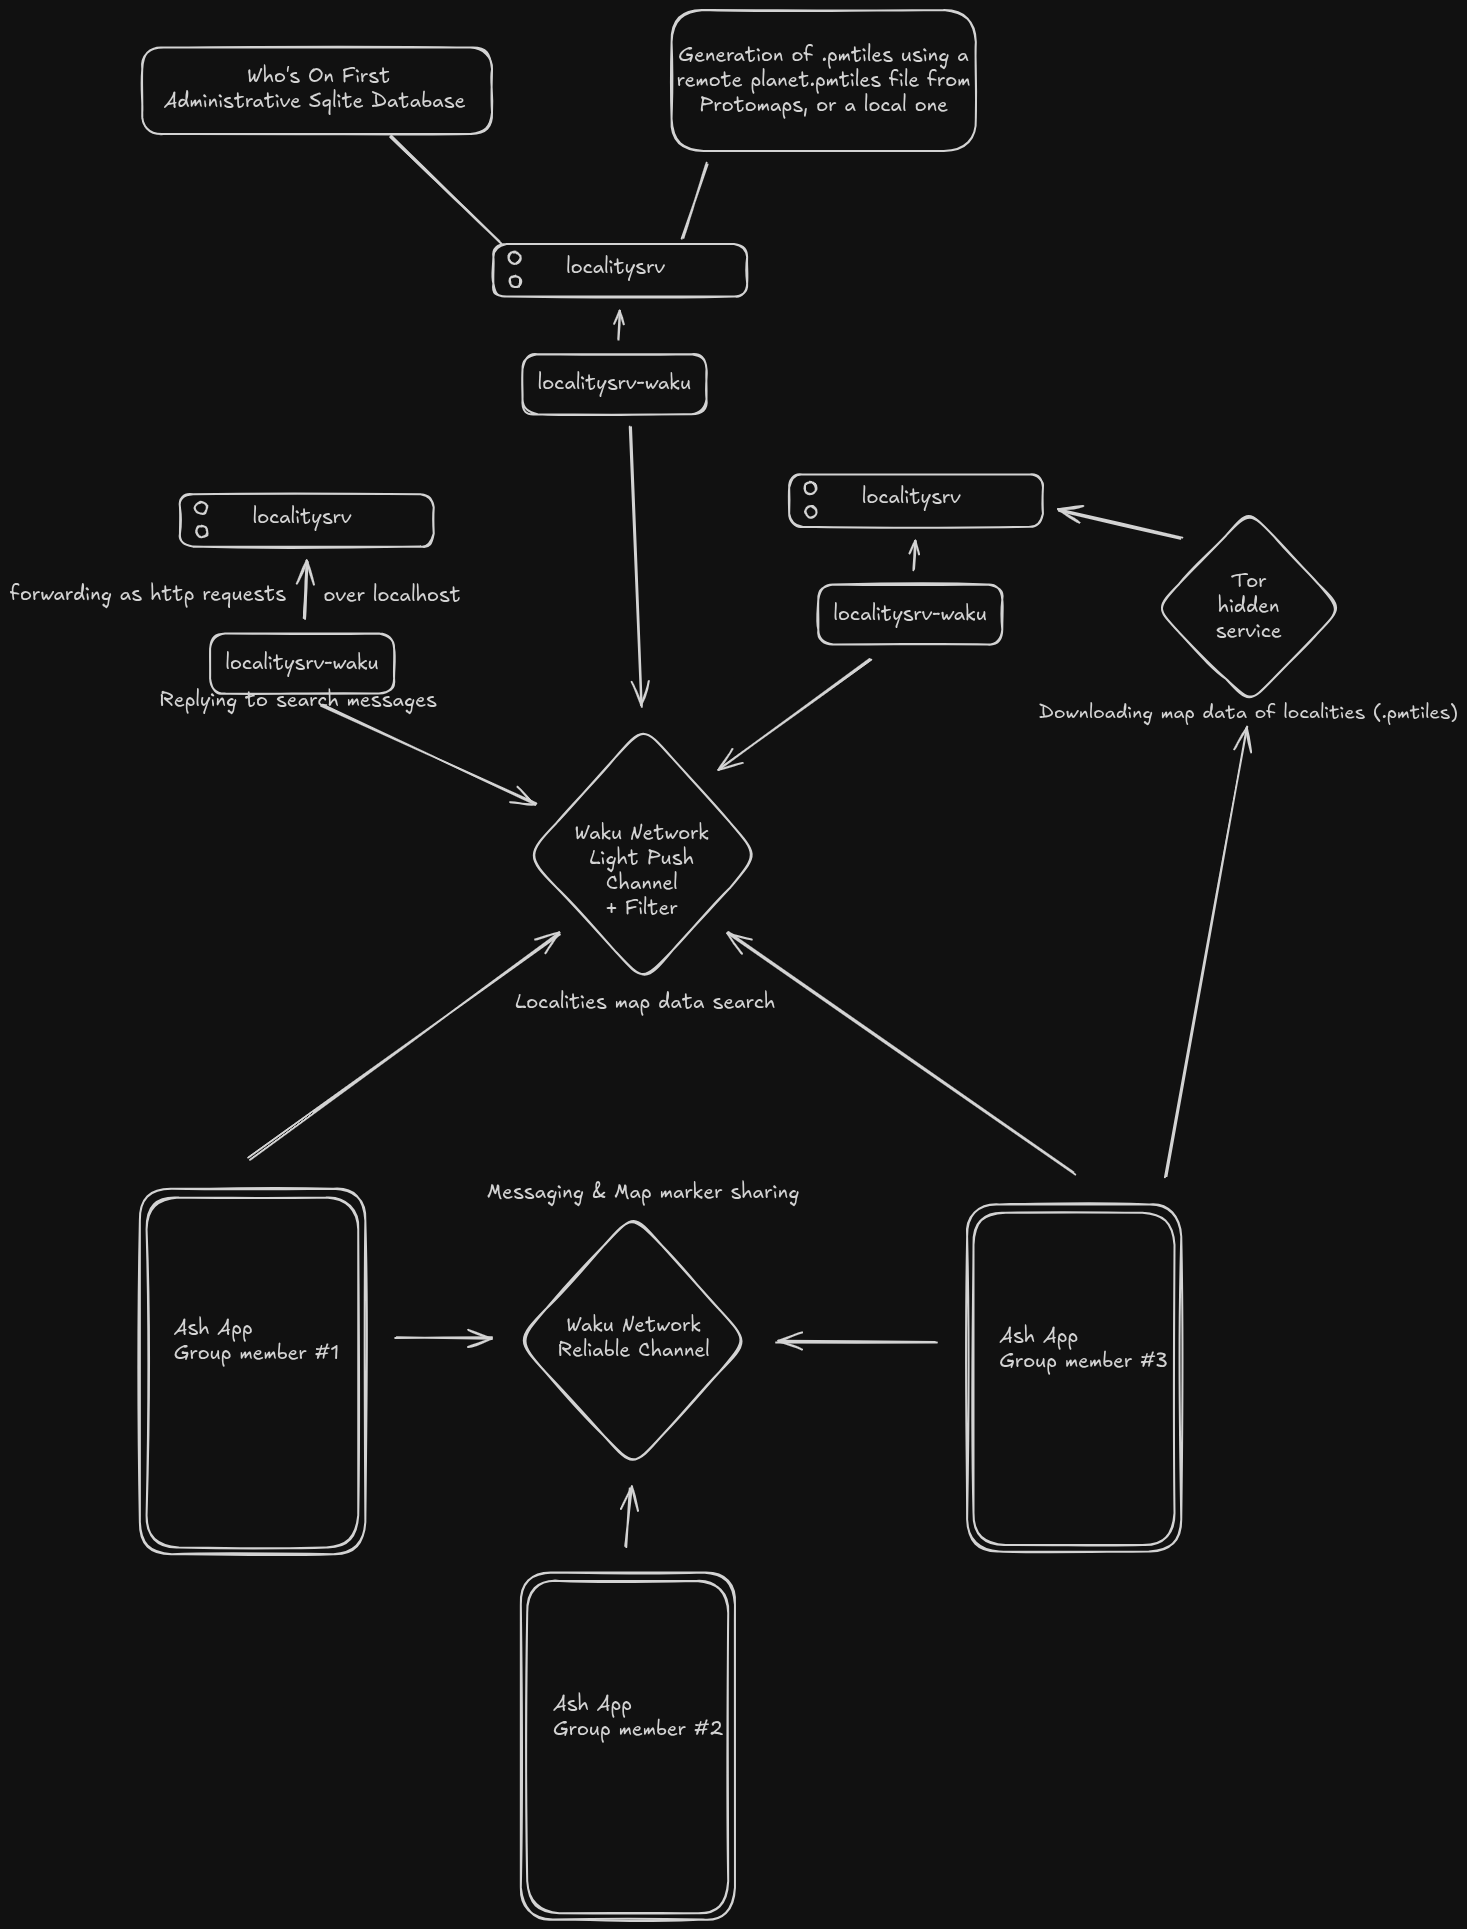 Who's On First
Administrative Sqlite Database
Generation of .pmtiles using a
remote planet.pmtiles file from
Protomaps, or a local one
localitysrv
localitysrv-waku
localitysrv
forwarding as http requests
over localhost
localitysrv-waku
Replying to search messages
localitysrv
localitysrv-waku
Tor
hidden
service
Downloading map data of localities (.pmtiles)
Waku Network
Light Push
Channel
+ Filter
Localities map data search
Messaging & Map marker sharing
Ash App
Group member #1
Waku Network
Reliable Channel
Ash App
Group member #3
Ash App
Group member #2